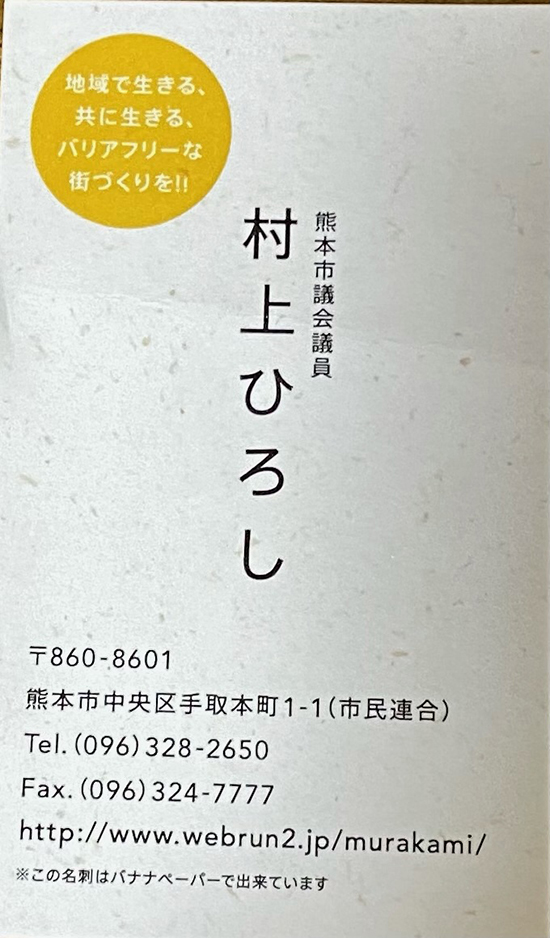 地域で生きる、
共に生きる、
バリアフリーな
街づくりを!!
熊本市議会議員
村上ひろし
〒860-8601
熊本市中央区手取本町1-1(市民連合)
Tel.(096)328-2650
Fax.(096)324-7777
http://www.webrun2.jp/murakami/
※この名刺はバナナペーパーで出来ています